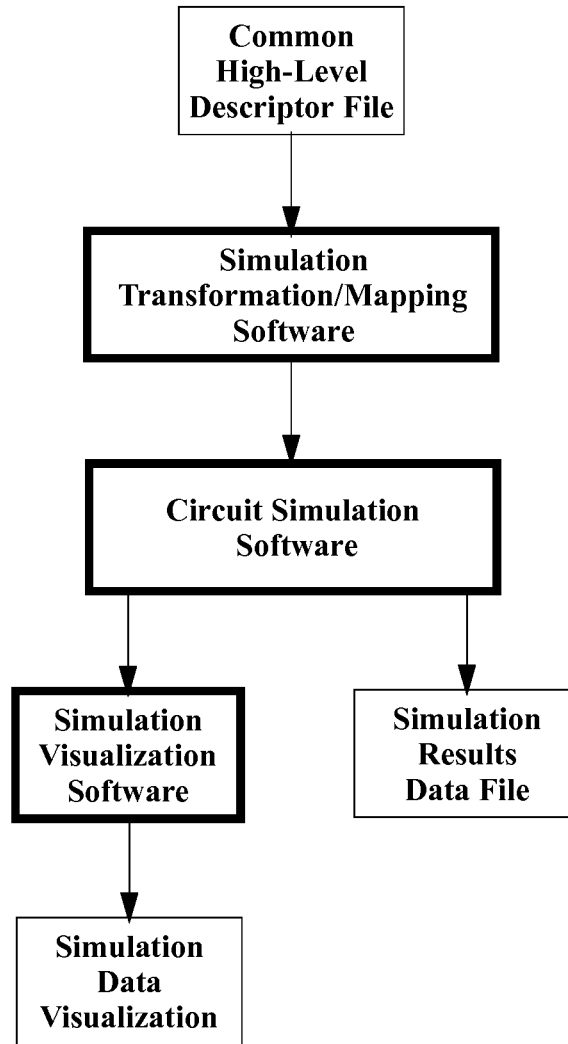 Common
High-Level
Descriptor File
Simulation
Transformation/Mapping
Software
Circuit Simulation
Software
Simulation
Visualization
Software
Simulation
Results
Data File
Simulation
Data
Visualization